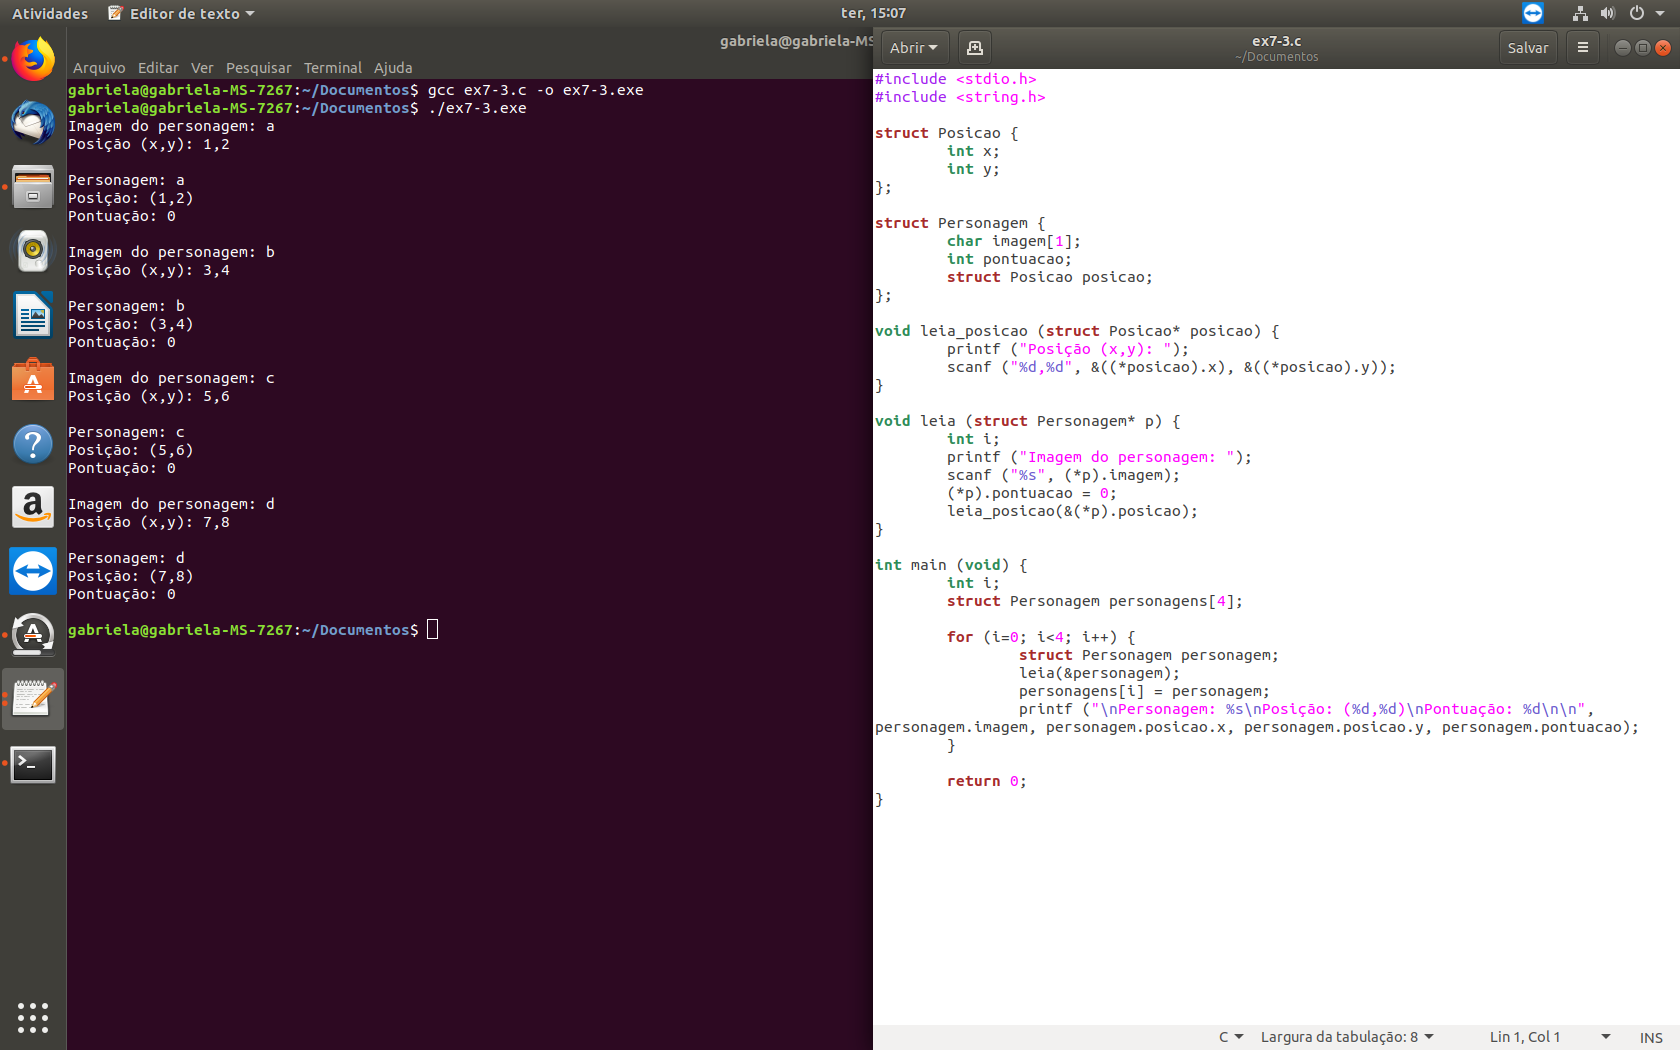 Atividades
Editor de texto
ter, 15:07
gabriela@gabriela-MS
Arquivo Editar Ver Pesquisar Terminal Ajuda
gabriela@gabriela-MS-7267:~/Documentos$ gcc ex7-3.c -o ex7-3.exe
gabriela@gabriela-MS-7267:~/Documentos$ ./ex7-3.exe
Imagem do personagem: a
Posição (x,y): 1,2
Personagem: a
Posição: (1,2)
Pontuação: 0
Imagem do personagem: b
Posição (x,y): 3,4
Personagem: b
Posição: (3,4)
Pontuação: 0
Imagem do personagem: c
Posição (x,y): 5,6
Personagem: c
Posição: (5,6)
Pontuação: 0
Imagem do personagem: d
Posição (x,y): 7,8
Personagem: d
Posição: (7,8)
Pontuação: 0
gabriela@gabriela-MS-7267:~/Documentos$
Abrir
ex7-3.c
~/Documentos
Salvar
#include <stdio.h>
#include <string.h>
struct Posicao {
int x;
int y;
};
struct Personagem {
char imagem[1];
int pontuacao;
struct Posicao posicao;
};
void leia_posicao (struct Posicao* posicao) {
printf ("Posição (x,y): ");
scanf ("%d,%d", &((*posicao).x), &((*posicao).y));
}
void leia (struct Personagem* p) {
int i;
printf ("Imagem do personagem: ");
scanf ("%s", (*p).imagem);
(*p).pontuacao = 0;
leia_posicao(&(*p).posicao);
}
int main (void) {
int i;
struct Personagem personagens[4];
for (i=0; i<4; i++) {
struct Personagem personagem;
leia(&personagem);
personagens[i] = personagem;
printf ("\nPersonagem: %s\nPosição: (%d,%d)\nPontuação: %d\n\n",
personagem.imagem, personagem.posicao.x, personagem.posicao.y, personagem.pontuacao);
}
return 0;
}
C
Largura da tabulação: 8
Lin 1, Col 1
INS